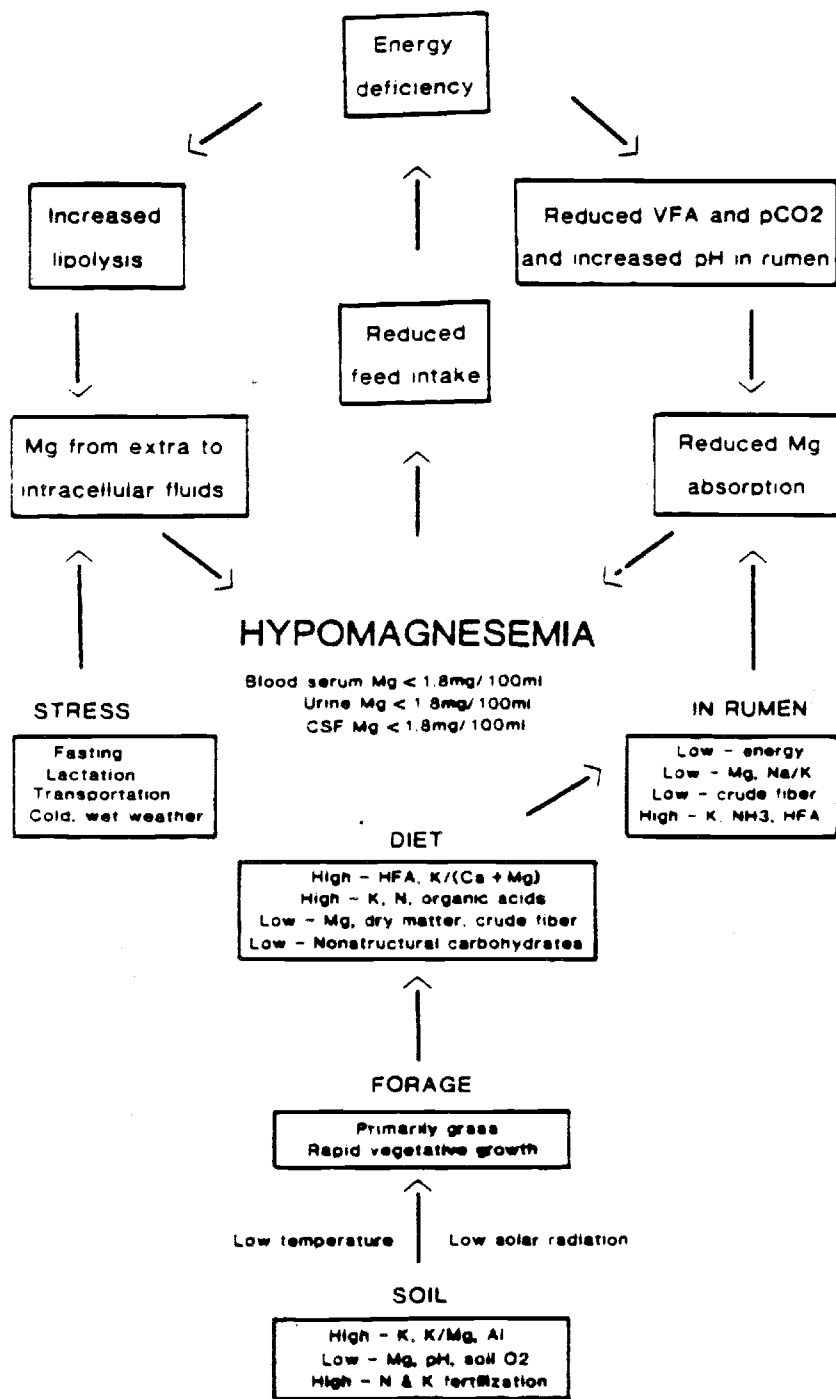 Energy
deficiency
Increased
lipolysis
Reduced VFA and pCO2
and increased pH in rumen
Reduced
feed intake
Mg from extra to
intracellular fluids
Reduced Mg
absorption
HYPOMAGNESEMIA
Blood serum Mg < 1.8mg/100ml
Urine Mg < 1.8mg/100ml
CSF Mg < 1.8mg/100ml
STRESS
Fasting
Lactation
Transportation
Cold, wet weather
IN RUMEN
Low - energy
Low - Mg, Na/K
Low - crude fiber
High - K, NH3, HFA
DIET
High - HFA, K/(Ca + Mg)
High - K, N, organic acids
Low - Mg, dry matter, crude fiber
Low - Nonstructural carbohydrates
FORAGE
Primarily grass
Rapid vegetative growth
Low temperature
Low solar radiation
SOIL
High - K, K/Mg, Al
Low - Mg, pH, soil O2
High - N & K fertilization